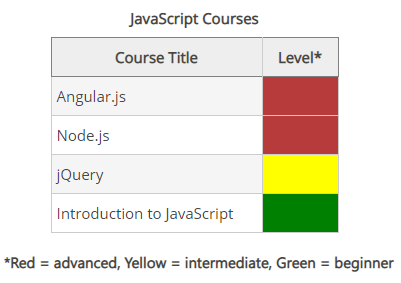 JavaScript Courses
Course Title Level*
Angular.js
Node.js
jQuery
Introduction to JavaScript
*Red = advanced, Yellow = intermediate, Green = beginner